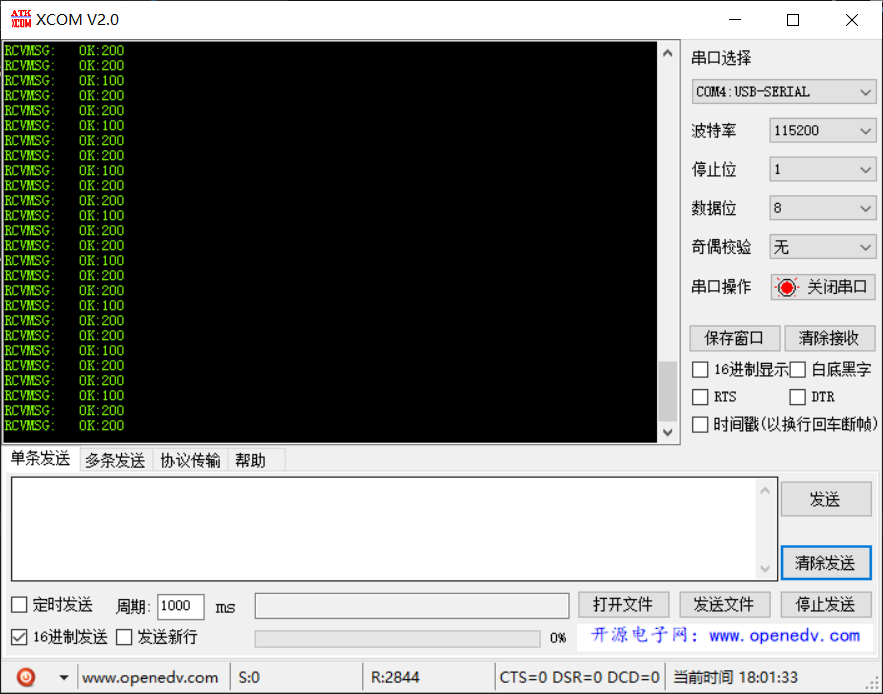 ATK
XCOM XCOM V2.0
RCVMSG: OK:200
RCVMSG: OK:200
RCVMSG: OK:100
RCVMSG: OK:200
RCVMSG: OK:200
RCVMSG: OK:100
RCVMSG: OK:200
RCVMSG: OK:200
RCVMSG: OK:100
RCVMSG: OK:200
RCVMSG: OK:200
RCVMSG: OK:100
RCVMSG: OK:200
RCVMSG: OK:200
RCVMSG: OK:100
RCVMSG: OK:200
RCVMSG: OK:200
RCVMSG: OK:100
RCVMSG: OK:200
RCVMSG: OK:200
RCVMSG: OK:100
RCVMSG: OK:200
RCVMSG: OK:200
RCVMSG: OK:100
RCVMSG: OK:200
RCVMSG: OK:200
串口选择
COM4:USB-SERIAL
波特率 115200
停止位 1
数据位 8
奇偶校验 无
串口操作 关闭串口
保存窗口 清除接收
16进制显示 白底黑字
RTS DTR
时间戳(以换行回车断帧)
单条发送 多条发送 协议传输 帮助
发送
清除发送
定时发送 周期: 1000 ms 打开文件 发送文件 停止发送
16进制发送 发送新行 0% 开源电子网: www.openedv.com
www.openedv.com S:0 R:2844 CTS=0 DSR=0 DCD=0 当前时间 18:01:33